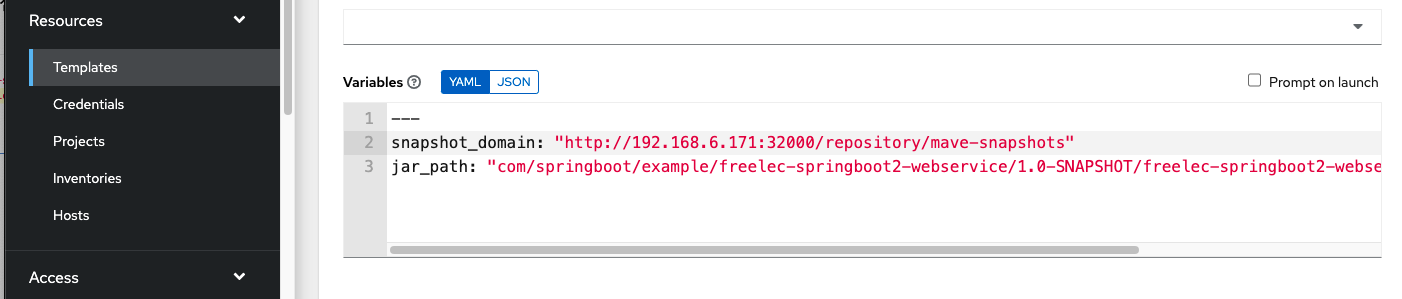 Resources
Templates
Credentials
Projects
Inventories
Hosts
Access
Variables YAML JSON Prompt on launch
1 ---
2 snapshot_domain: "http://192.168.6.171:32000/repository/mave-snapshots"
3 jar_path: "com/springboot/example/freelec-springboot2-webservice/1.0-SNAPSHOT/freelec-springboot2-webse